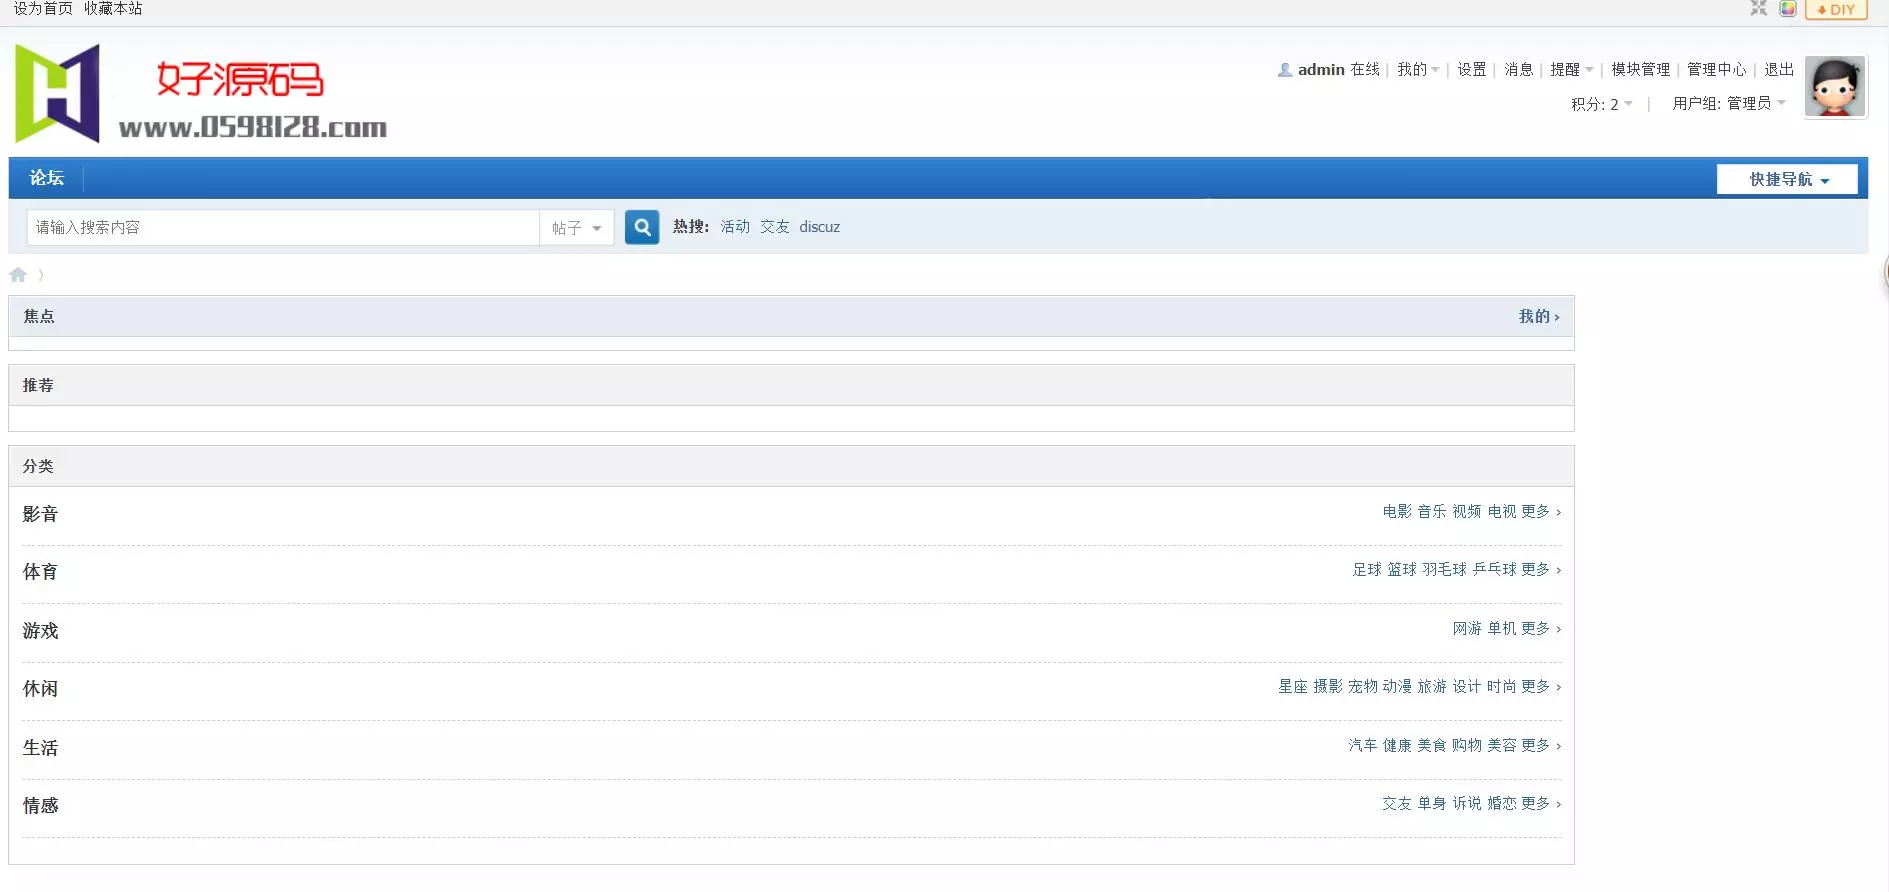 设为首页 收藏本站
DIY
好子源码
www.0598128.com
admin 在线 | 我的 | 设置 | 消息 | 提醒 | 模块管理 | 管理中心 | 退出
积分: 2 | 用户组: 管理员
论坛
快捷导航
请输入搜索内容 帖子 热搜: 活动 交友 discuz
焦点 我的 ›
推荐
分类
影音 电影 音乐 视频 电视 更多 ›
体育 足球 篮球 羽毛球 乒乓球 更多 ›
游戏 网游 单机 更多 ›
休闲 星座 摄影 宠物 动漫 旅游 设计 时尚 更多 ›
生活 汽车 健康 美食 购物 美容 更多 ›
情感 交友 单身 诉说 婚恋 更多 ›